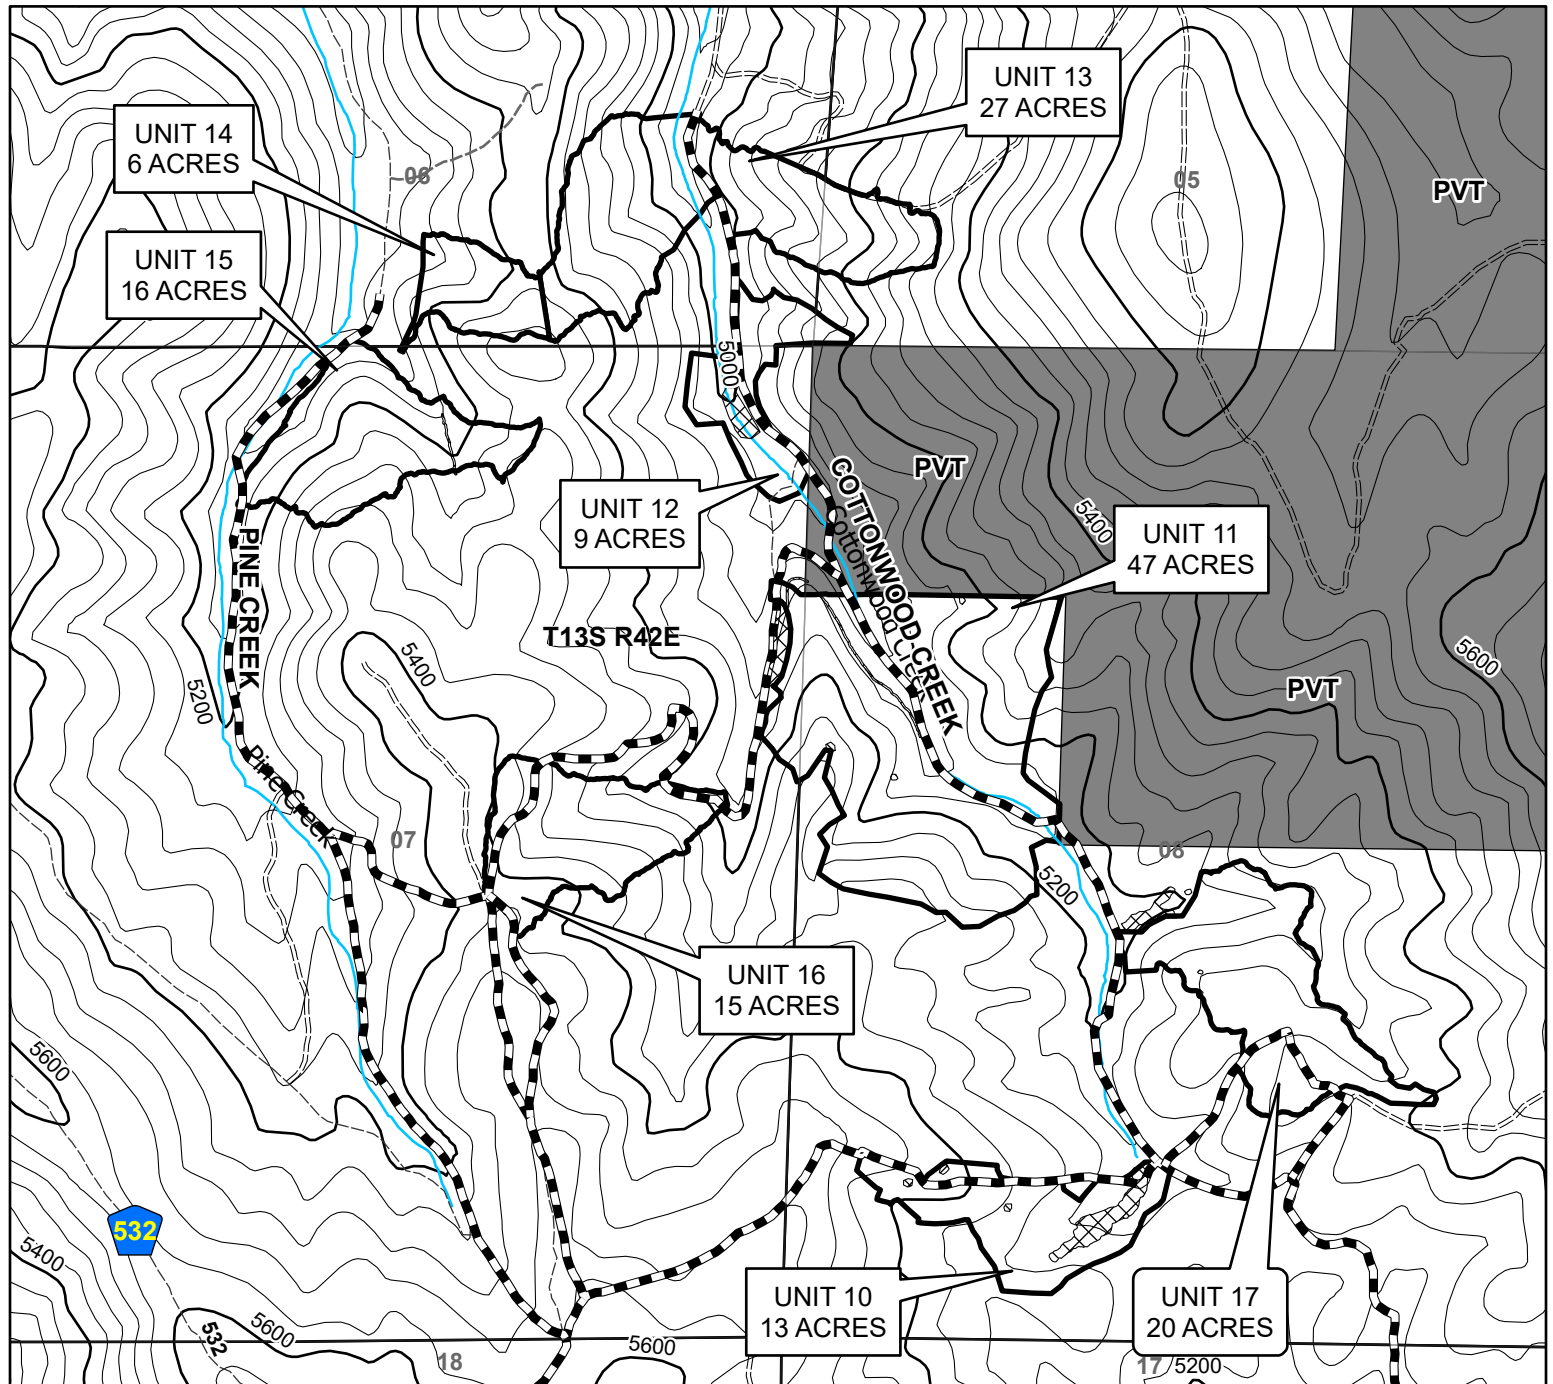 UNIT 13
27 ACRES
UNIT 14
6 ACRES
06
05
PVT
UNIT 15
16 ACRES
5000
PVT
COTTONWOOD CREEK
Cottonwood Creek
UNIT 12
9 ACRES
5400
UNIT 11
47 ACRES
PINE CREEK
T13S R42E
5400
5600
PVT
5200
Pine Creek
07
08
5200
UNIT 16
15 ACRES
5600
532
5400
UNIT 10
13 ACRES
UNIT 17
20 ACRES
532
5600
5600
18
17
5200